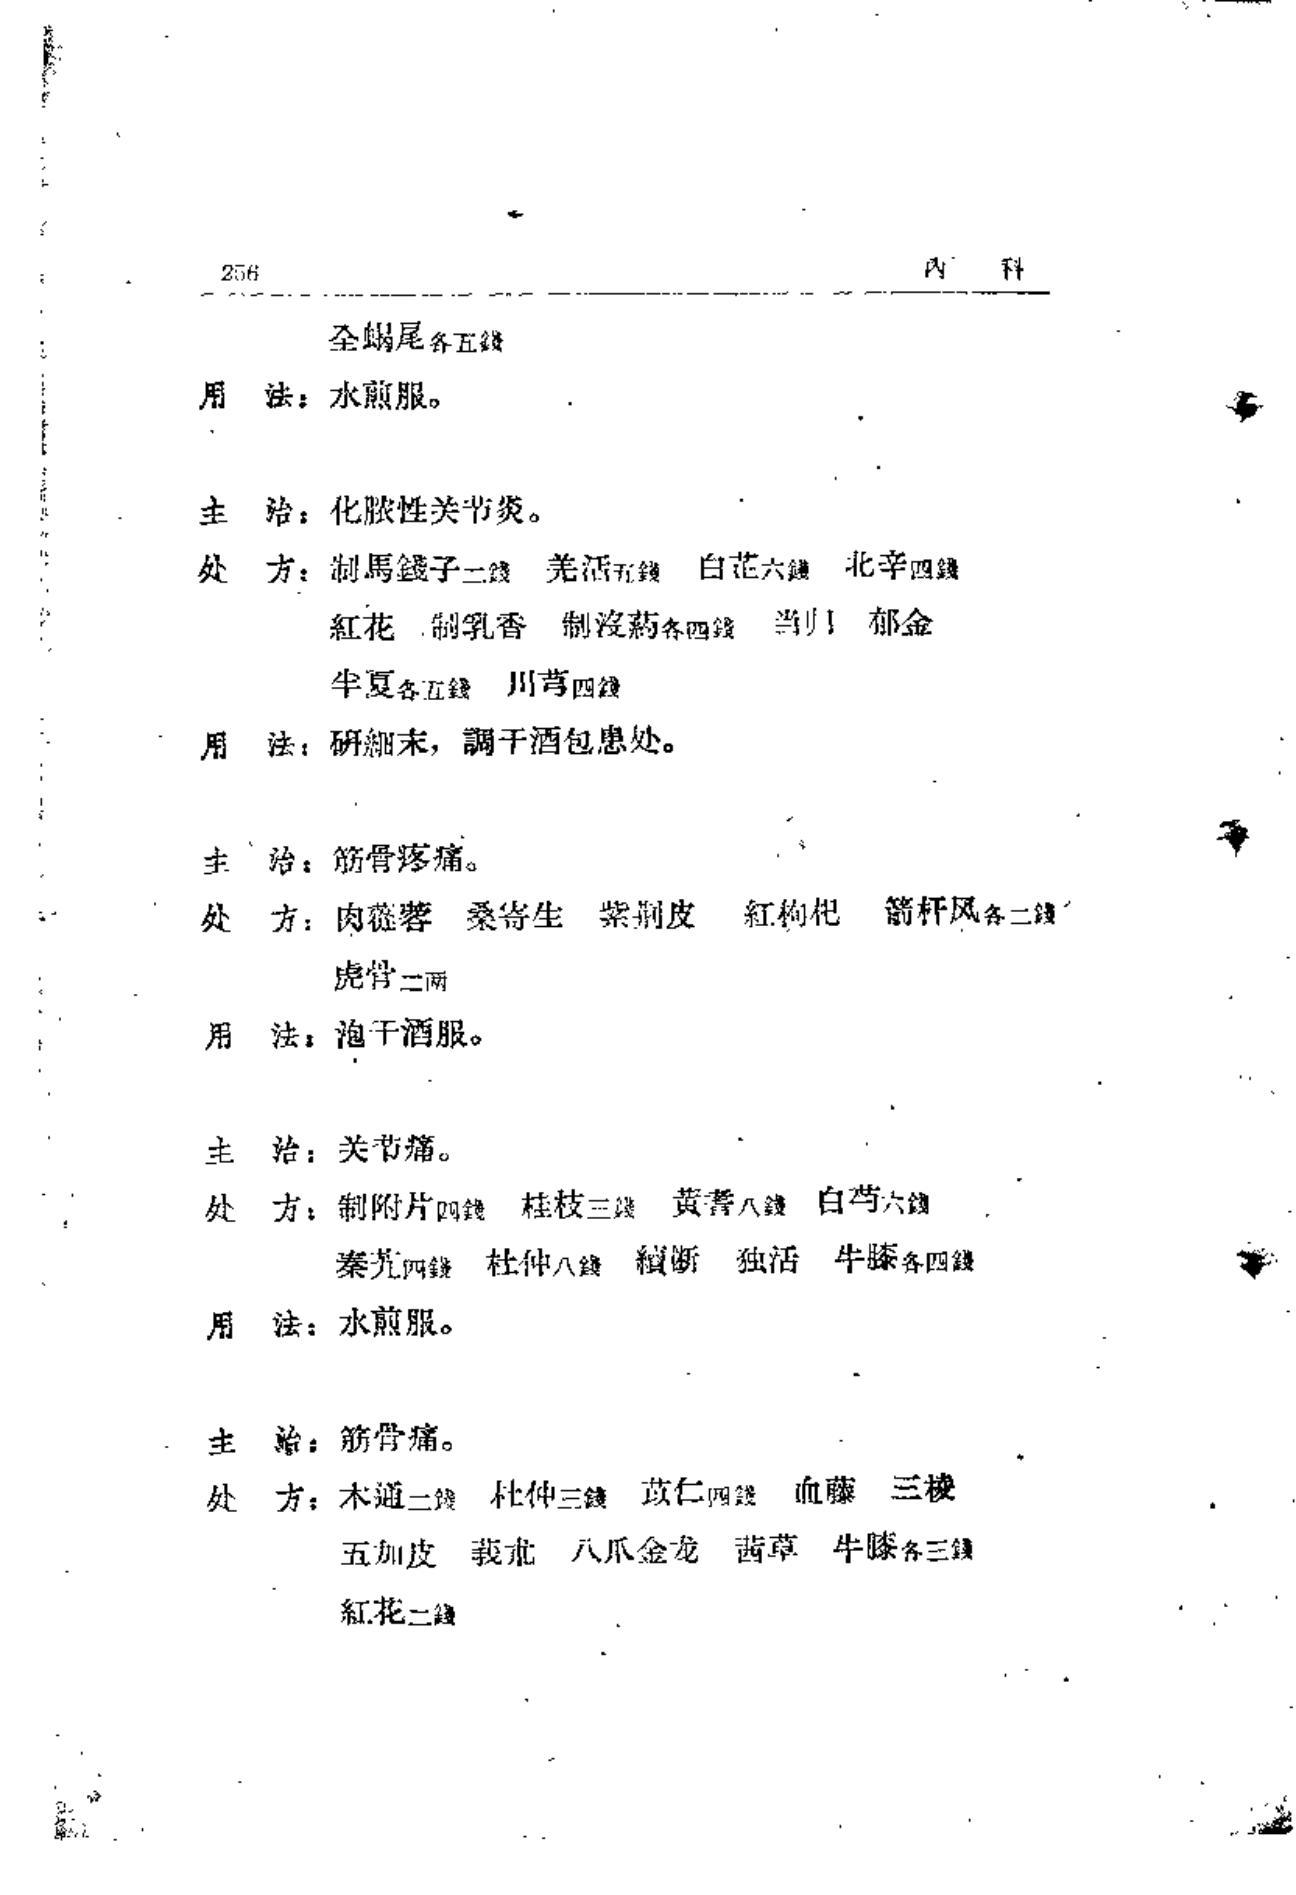 256 內 科
全蝎尾各五錢
用 法：水煎服。
主 治：化脓性关节炎。
处 方：制馬錢子二錢 羌活五錢 白芷六錢 北辛四錢
紅花 制乳香 制沒葯各四錢 当归 郁金
半夏各五錢 川芎四錢
用 法：研細末，調干酒包患处。
主 治：筋骨疼痛。
处 方：肉蓯蓉 桑寄生 紫荆皮 紅枸杞 箭杆风各二錢
虎骨二兩
用 法：泡干酒服。
主 治：关节痛。
处 方：制附片四錢 桂枝三錢 黄蓍八錢 白芍六錢
秦艽四錢 杜仲八錢 續断 独活 牛膝各四錢
用 法：水煎服。
主 治：筋骨痛。
处 方：木通二錢 杜仲三錢 苡仁四錢 血藤 三棱
五加皮 莪朮 八爪金龙 茜草 牛膝各三錢
紅花二錢